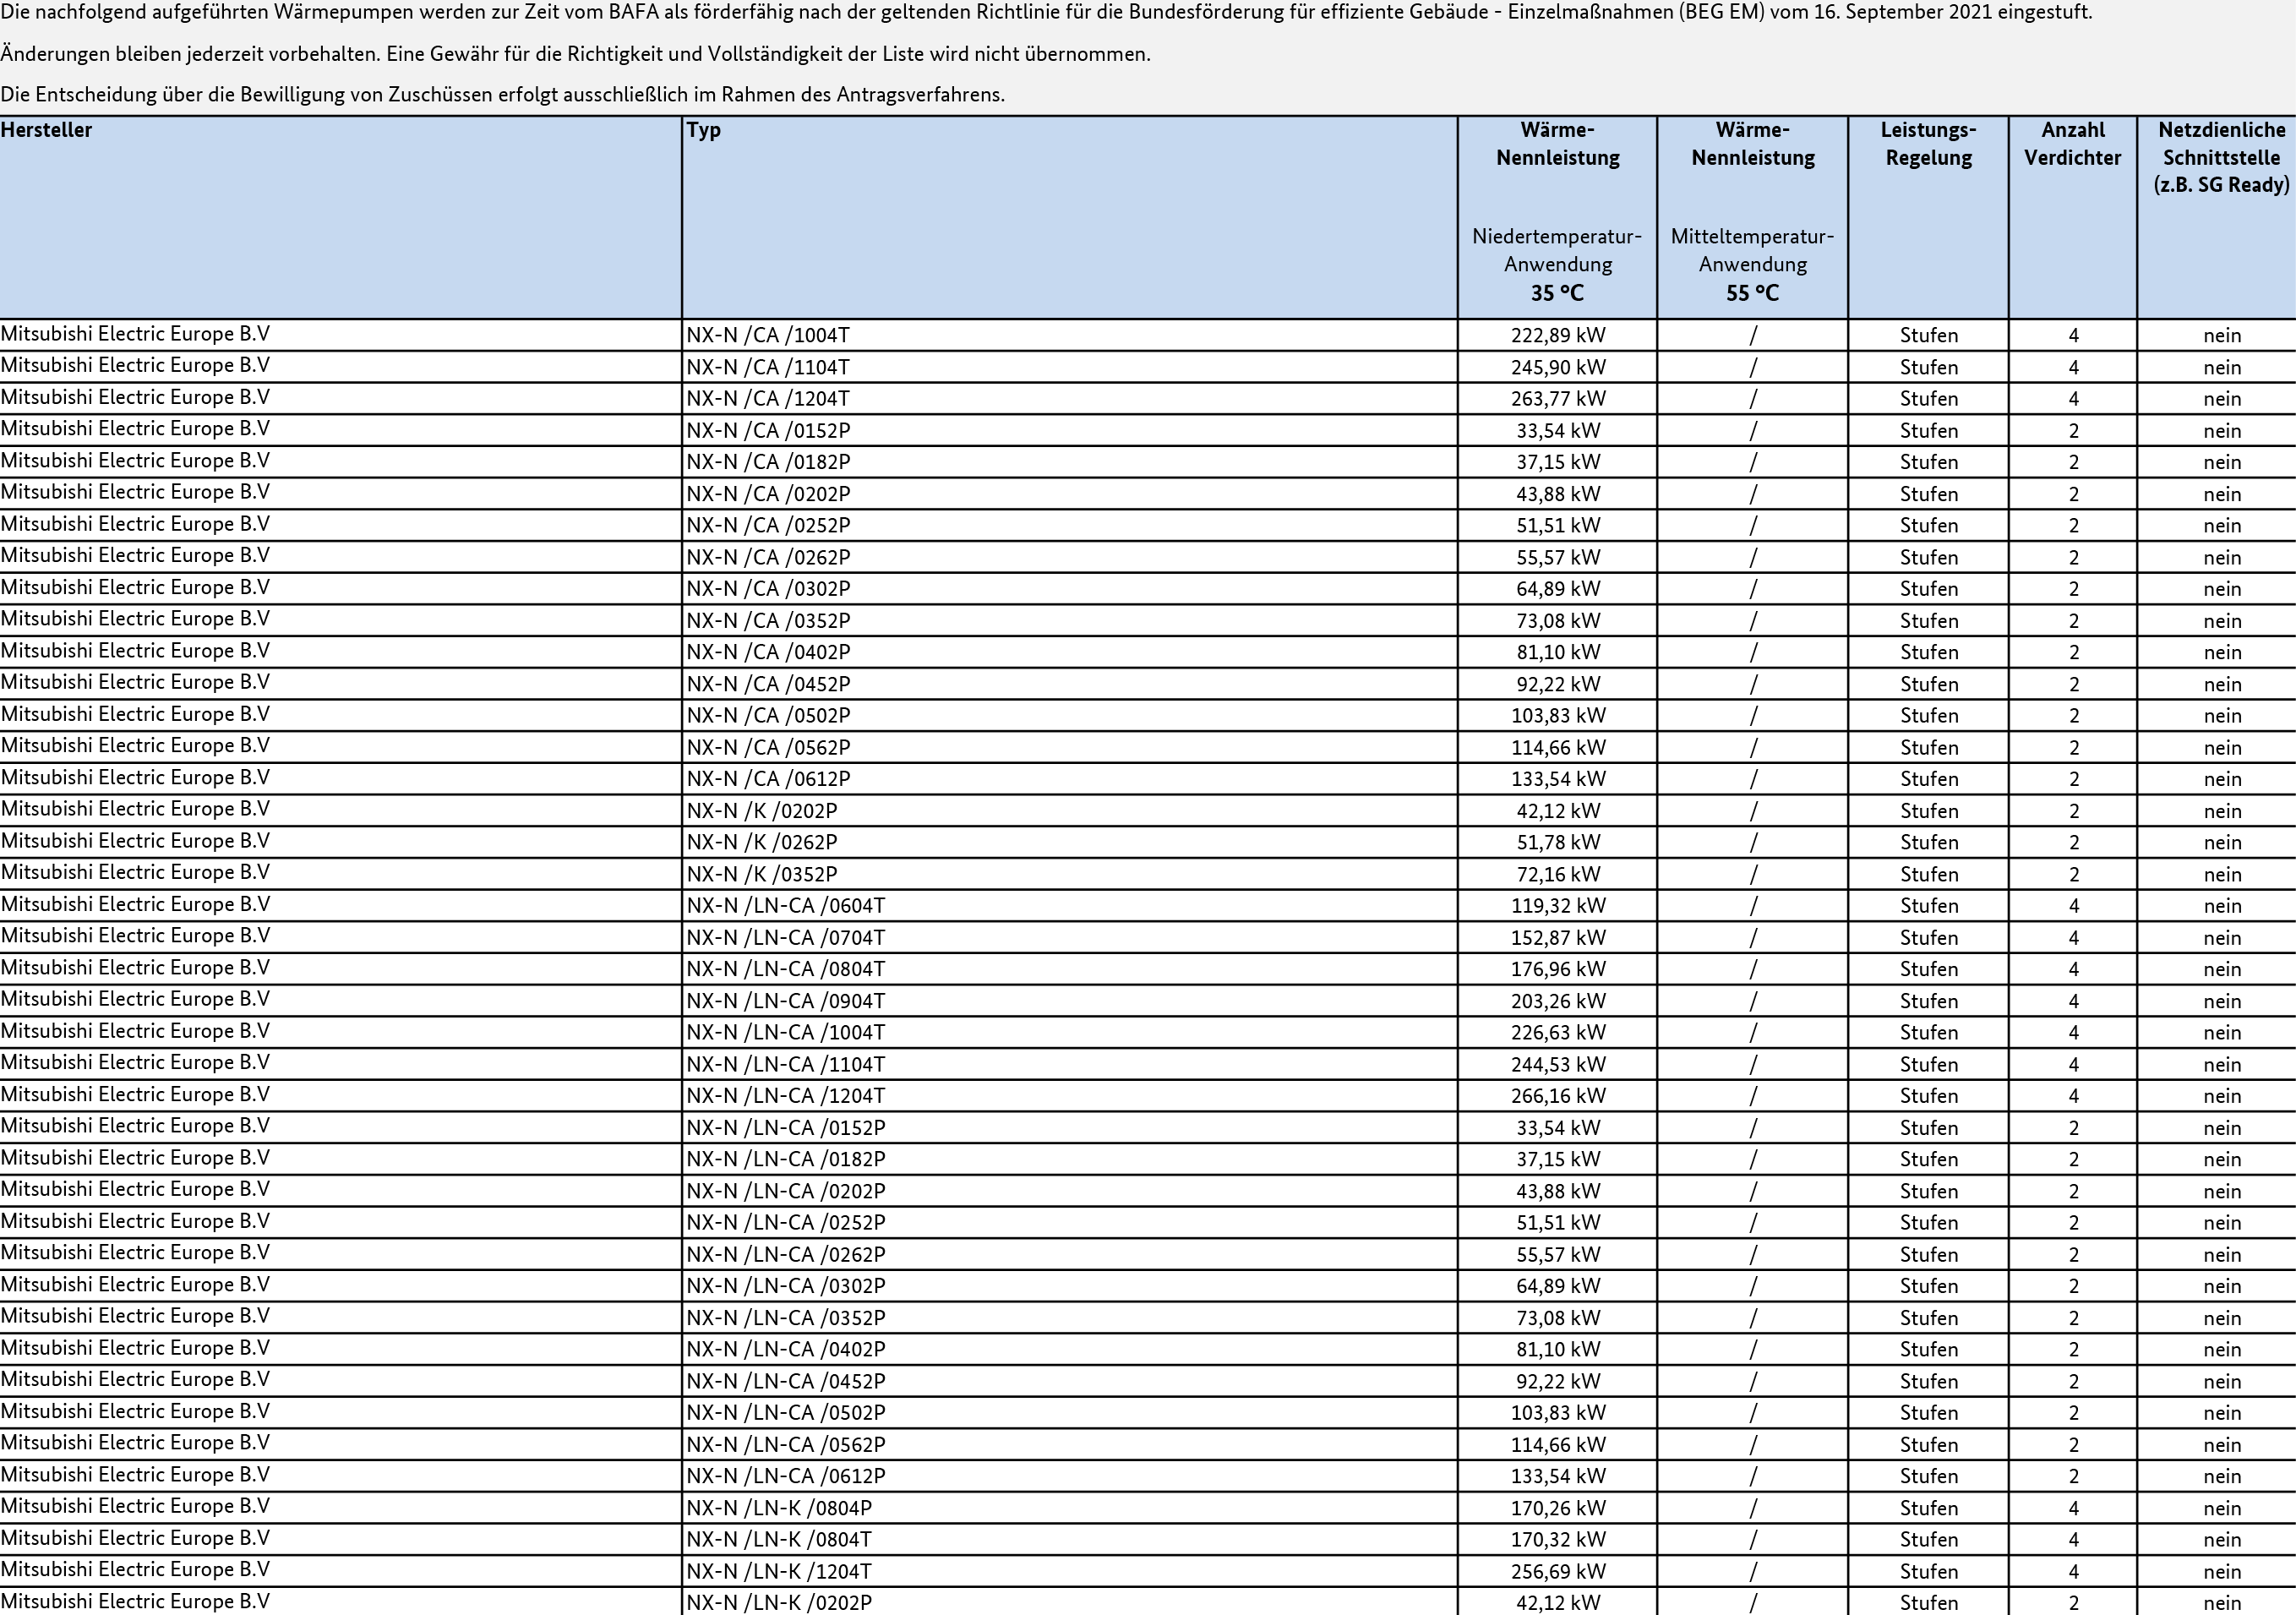 Die nachfolgend aufgeführten Wärmepumpen werden zur Zeit vom BAFA als förderfähig nach der geltenden Richtlinie für die Bundesförderung für effiziente Gebäude - Einzelmaßnahmen (BEG EM) vom 16. September 2021 eingestuft.
Änderungen bleiben jederzeit vorbehalten. Eine Gewähr für die Richtigkeit und Vollständigkeit der Liste wird nicht übernommen.
Die Entscheidung über die Bewilligung von Zuschüssen erfolgt ausschließlich im Rahmen des Antragsverfahrens.
Hersteller Typ Wärme- Wärme- Leistungs- Anzahl Netzdienliche
Nennleistung Nennleistung Regelung Verdichter Schnittstelle
(z.B. SG Ready)
Niedertemperatur- Mitteltemperatur-
Anwendung Anwendung
35 °C 55 °C
Mitsubishi Electric Europe B.V NX-N /CA /1004T 222,89 kW / Stufen 4 nein
Mitsubishi Electric Europe B.V NX-N /CA /1104T 245,90 kW / Stufen 4 nein
Mitsubishi Electric Europe B.V NX-N /CA /1204T 263,77 kW / Stufen 4 nein
Mitsubishi Electric Europe B.V NX-N /CA /0152P 33,54 kW / Stufen 2 nein
Mitsubishi Electric Europe B.V NX-N /CA /0182P 37,15 kW / Stufen 2 nein
Mitsubishi Electric Europe B.V NX-N /CA /0202P 43,88 kW / Stufen 2 nein
Mitsubishi Electric Europe B.V NX-N /CA /0252P 51,51 kW / Stufen 2 nein
Mitsubishi Electric Europe B.V NX-N /CA /0262P 55,57 kW / Stufen 2 nein
Mitsubishi Electric Europe B.V NX-N /CA /0302P 64,89 kW / Stufen 2 nein
Mitsubishi Electric Europe B.V NX-N /CA /0352P 73,08 kW / Stufen 2 nein
Mitsubishi Electric Europe B.V NX-N /CA /0402P 81,10 kW / Stufen 2 nein
Mitsubishi Electric Europe B.V NX-N /CA /0452P 92,22 kW / Stufen 2 nein
Mitsubishi Electric Europe B.V NX-N /CA /0502P 103,83 kW / Stufen 2 nein
Mitsubishi Electric Europe B.V NX-N /CA /0562P 114,66 kW / Stufen 2 nein
Mitsubishi Electric Europe B.V NX-N /CA /0612P 133,54 kW / Stufen 2 nein
Mitsubishi Electric Europe B.V NX-N /K /0202P 42,12 kW / Stufen 2 nein
Mitsubishi Electric Europe B.V NX-N /K /0262P 51,78 kW / Stufen 2 nein
Mitsubishi Electric Europe B.V NX-N /K /0352P 72,16 kW / Stufen 2 nein
Mitsubishi Electric Europe B.V NX-N /LN-CA /0604T 119,32 kW / Stufen 4 nein
Mitsubishi Electric Europe B.V NX-N /LN-CA /0704T 152,87 kW / Stufen 4 nein
Mitsubishi Electric Europe B.V NX-N /LN-CA /0804T 176,96 kW / Stufen 4 nein
Mitsubishi Electric Europe B.V NX-N /LN-CA /0904T 203,26 kW / Stufen 4 nein
Mitsubishi Electric Europe B.V NX-N /LN-CA /1004T 226,63 kW / Stufen 4 nein
Mitsubishi Electric Europe B.V NX-N /LN-CA /1104T 244,53 kW / Stufen 4 nein
Mitsubishi Electric Europe B.V NX-N /LN-CA /1204T 266,16 kW / Stufen 4 nein
Mitsubishi Electric Europe B.V NX-N /LN-CA /0152P 33,54 kW / Stufen 2 nein
Mitsubishi Electric Europe B.V NX-N /LN-CA /0182P 37,15 kW / Stufen 2 nein
Mitsubishi Electric Europe B.V NX-N /LN-CA /0202P 43,88 kW / Stufen 2 nein
Mitsubishi Electric Europe B.V NX-N /LN-CA /0252P 51,51 kW / Stufen 2 nein
Mitsubishi Electric Europe B.V NX-N /LN-CA /0262P 55,57 kW / Stufen 2 nein
Mitsubishi Electric Europe B.V NX-N /LN-CA /0302P 64,89 kW / Stufen 2 nein
Mitsubishi Electric Europe B.V NX-N /LN-CA /0352P 73,08 kW / Stufen 2 nein
Mitsubishi Electric Europe B.V NX-N /LN-CA /0402P 81,10 kW / Stufen 2 nein
Mitsubishi Electric Europe B.V NX-N /LN-CA /0452P 92,22 kW / Stufen 2 nein
Mitsubishi Electric Europe B.V NX-N /LN-CA /0502P 103,83 kW / Stufen 2 nein
Mitsubishi Electric Europe B.V NX-N /LN-CA /0562P 114,66 kW / Stufen 2 nein
Mitsubishi Electric Europe B.V NX-N /LN-CA /0612P 133,54 kW / Stufen 2 nein
Mitsubishi Electric Europe B.V NX-N /LN-K /0804P 170,26 kW / Stufen 4 nein
Mitsubishi Electric Europe B.V NX-N /LN-K /0804T 170,32 kW / Stufen 4 nein
Mitsubishi Electric Europe B.V NX-N /LN-K /1204T 256,69 kW / Stufen 4 nein
Mitsubishi Electric Europe B.V NX-N /LN-K /0202P 42,12 kW / Stufen 2 nein